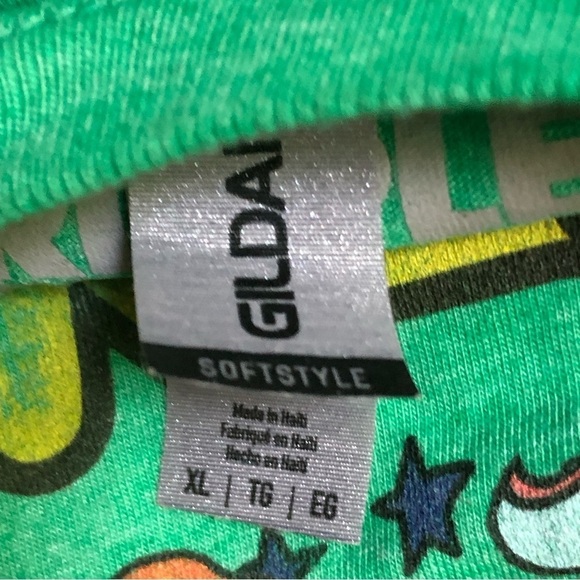 GILDAN
SOFTSTYLE
Made in Haiti
Fabriqué en Haïti
Hecho en Haití
XL | TG | EG